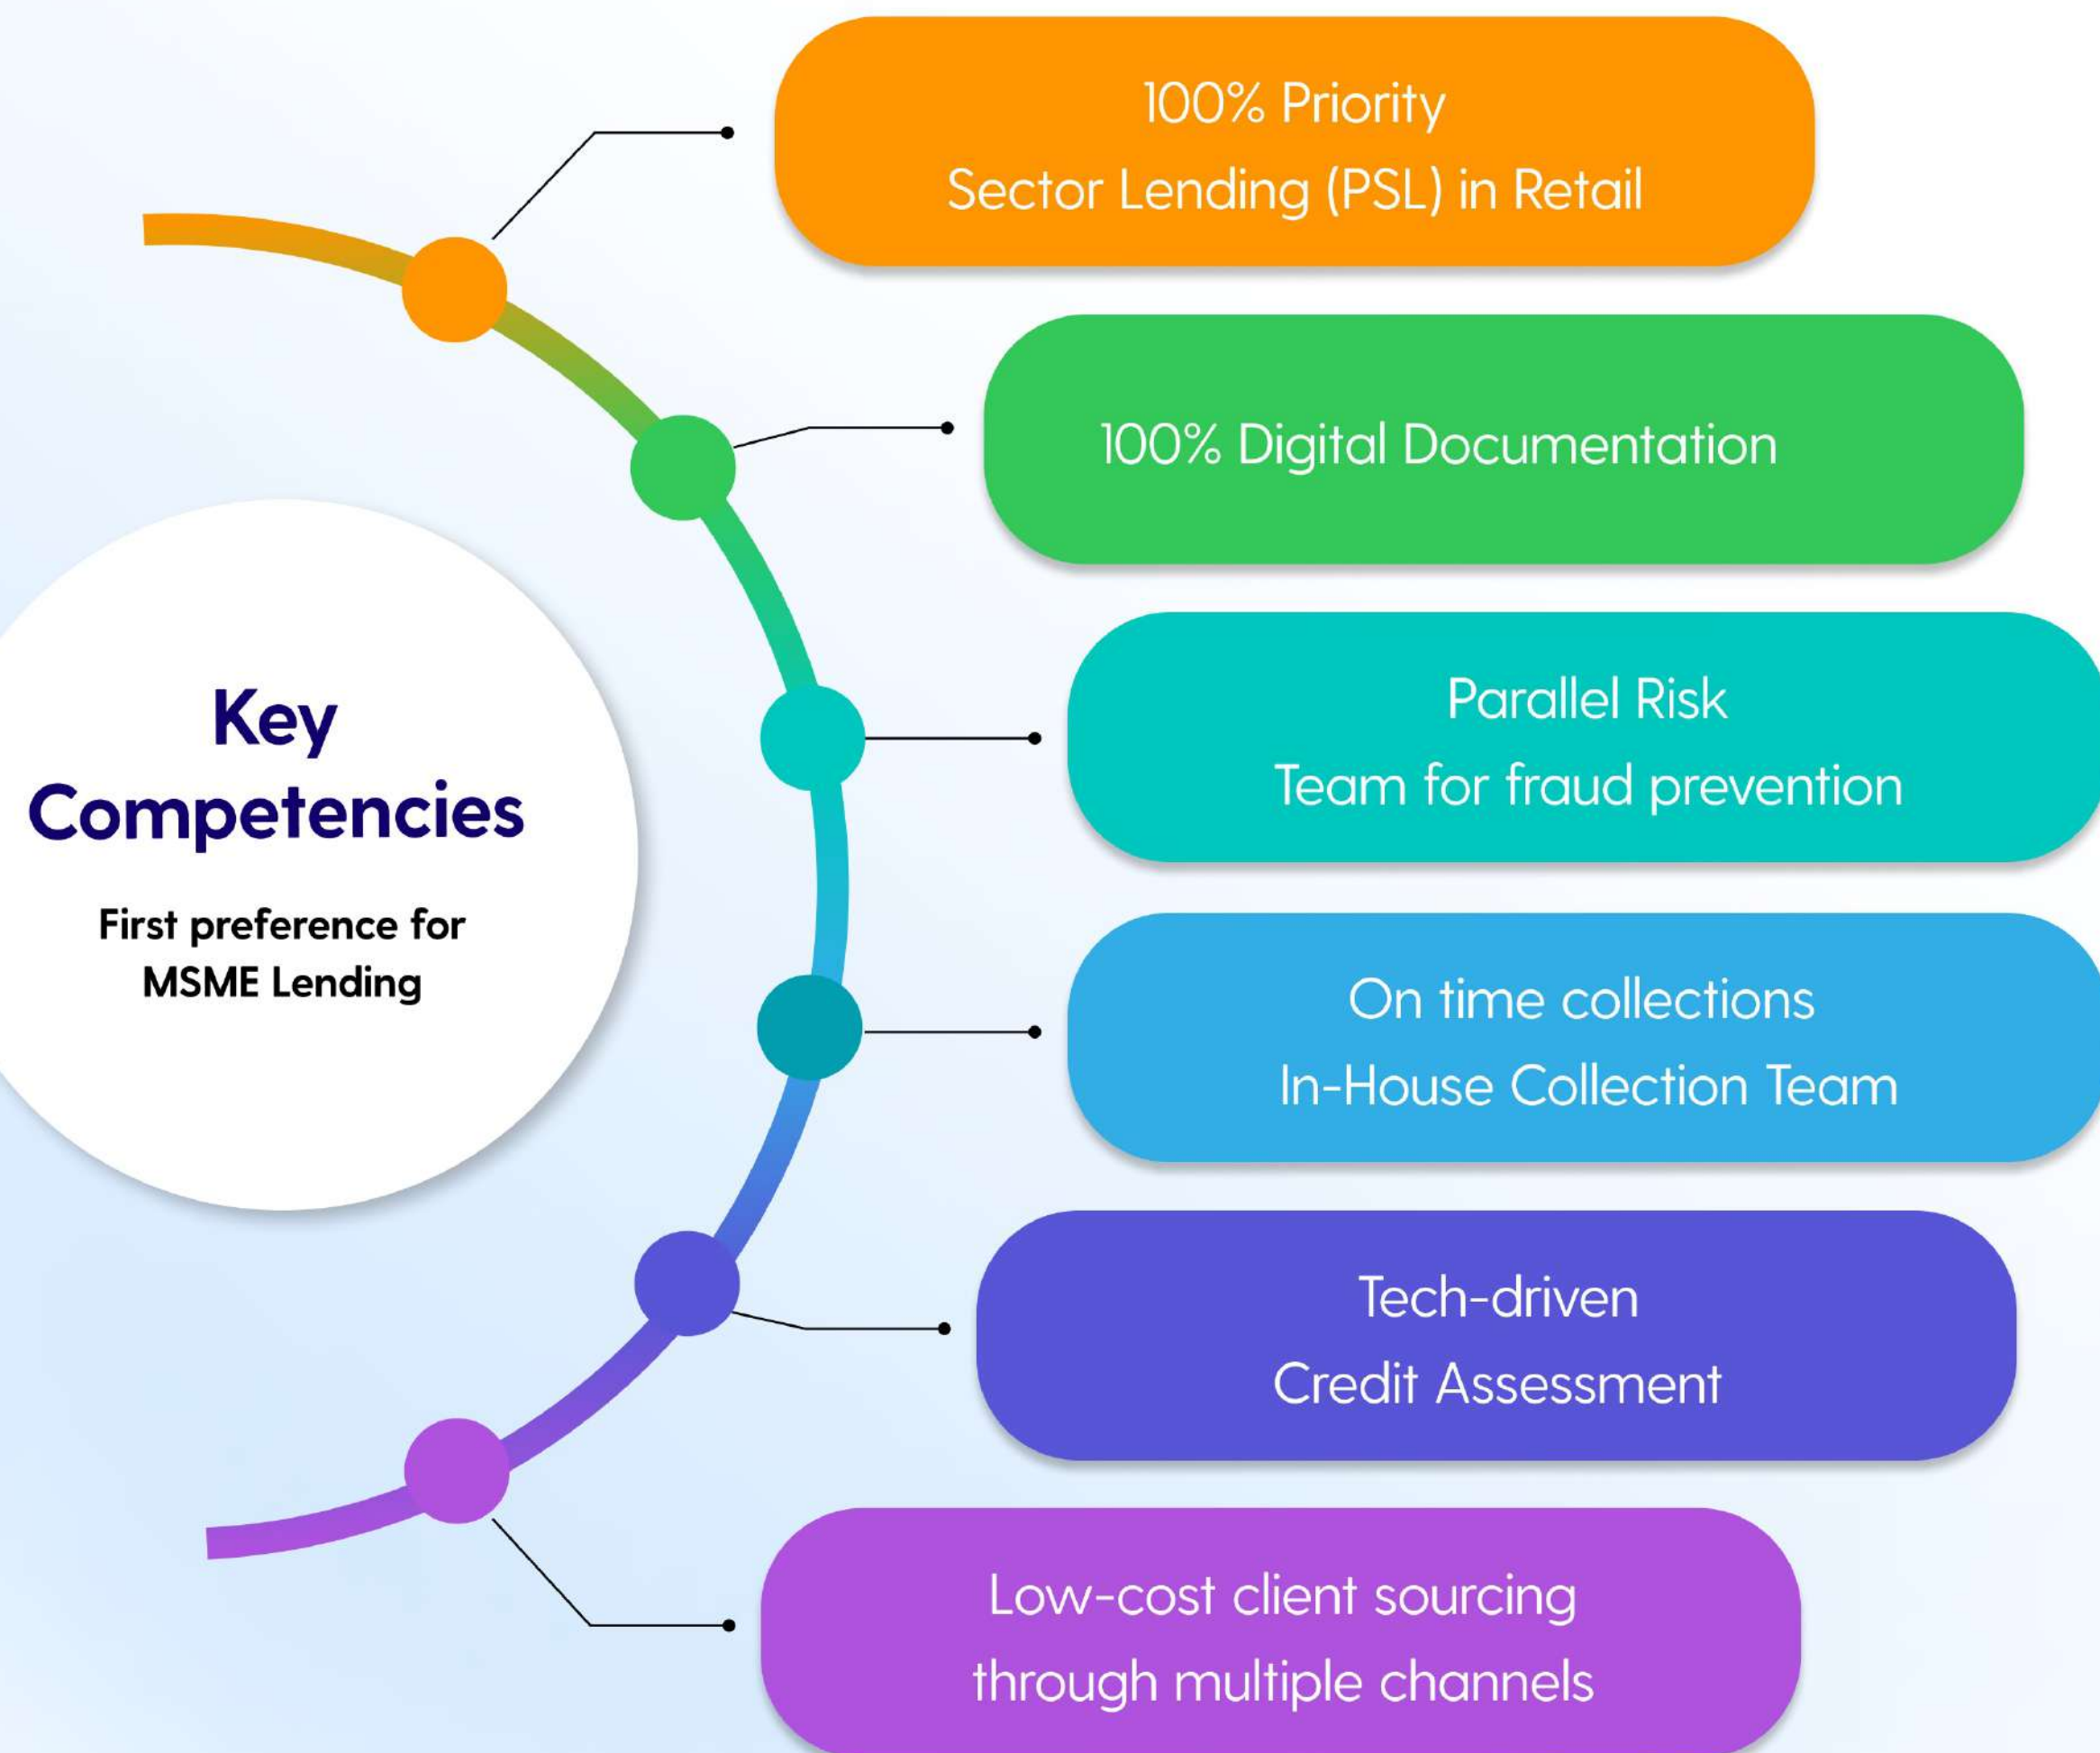 Key
Competencies
First preference for
MSME Lending
100% Priority
Sector Lending (PSL) in Retail
100% Digital Documentation
Parallel Risk
Team for fraud prevention
On time collections
In-House Collection Team
Tech-driven
Credit Assessment
Low-cost client sourcing
through multiple channels